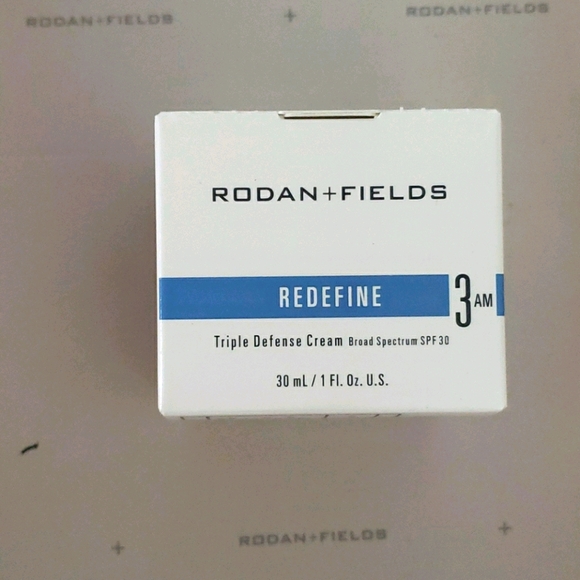 RODAN+FIELDS
RODAN+FIELDS
RODAN+FIELDS
REDEFINE
3 AM
Triple Defense Cream Broad Spectrum SPF 30
30 mL / 1 Fl. Oz. U.S.
RODAN+FIELDS